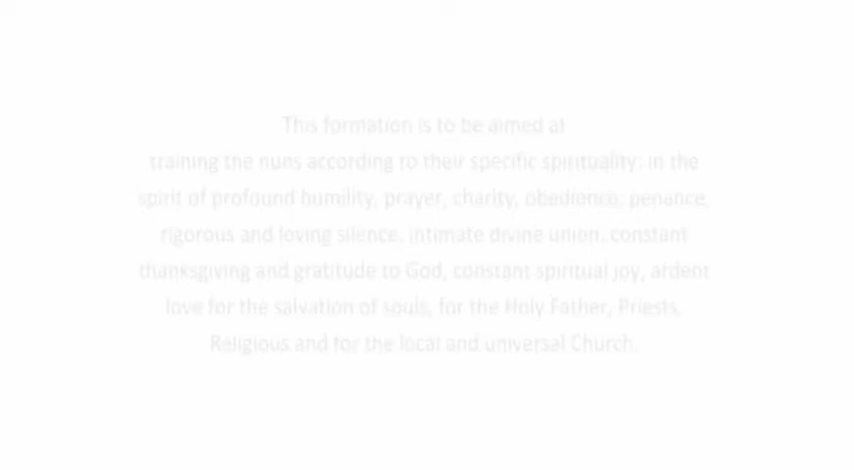 This formation is to be aimed at
training the nuns according to their specific spirituality: in the
spirit of profound humility, prayer, charity, obedience, penance,
rigorous and loving silence, intimate divine union, constant
thanksgiving and gratitude to God, constant spiritual joy, ardent
love for the salvation of souls, for the Holy Father, Priests,
Religious and for the local and universal Church.